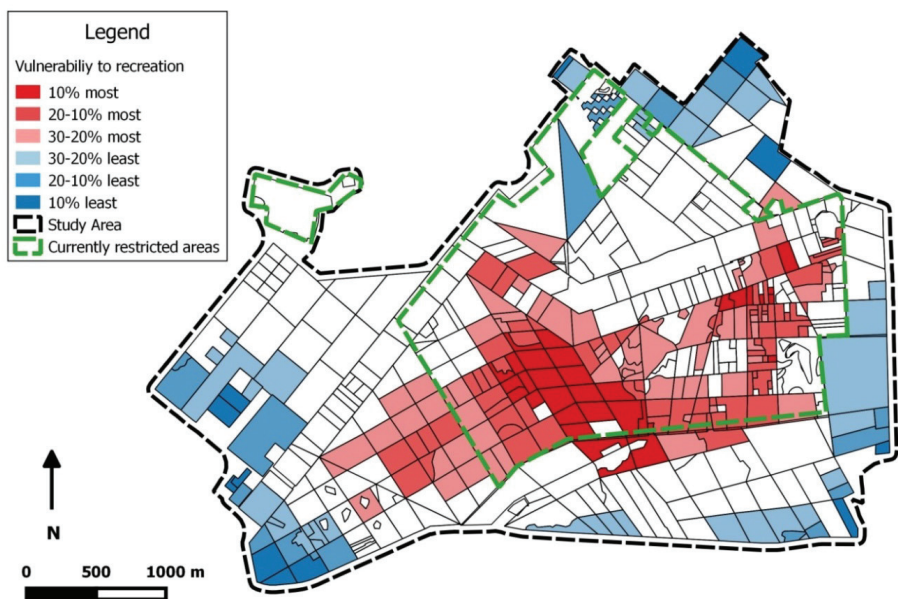 Legend
Vulnerabiliy to recreation
10% most
20-10% most
30-20% most
30-20% least
20-10% least
10% least
Study Area
Currently restricted areas
N
0 500 1000 m